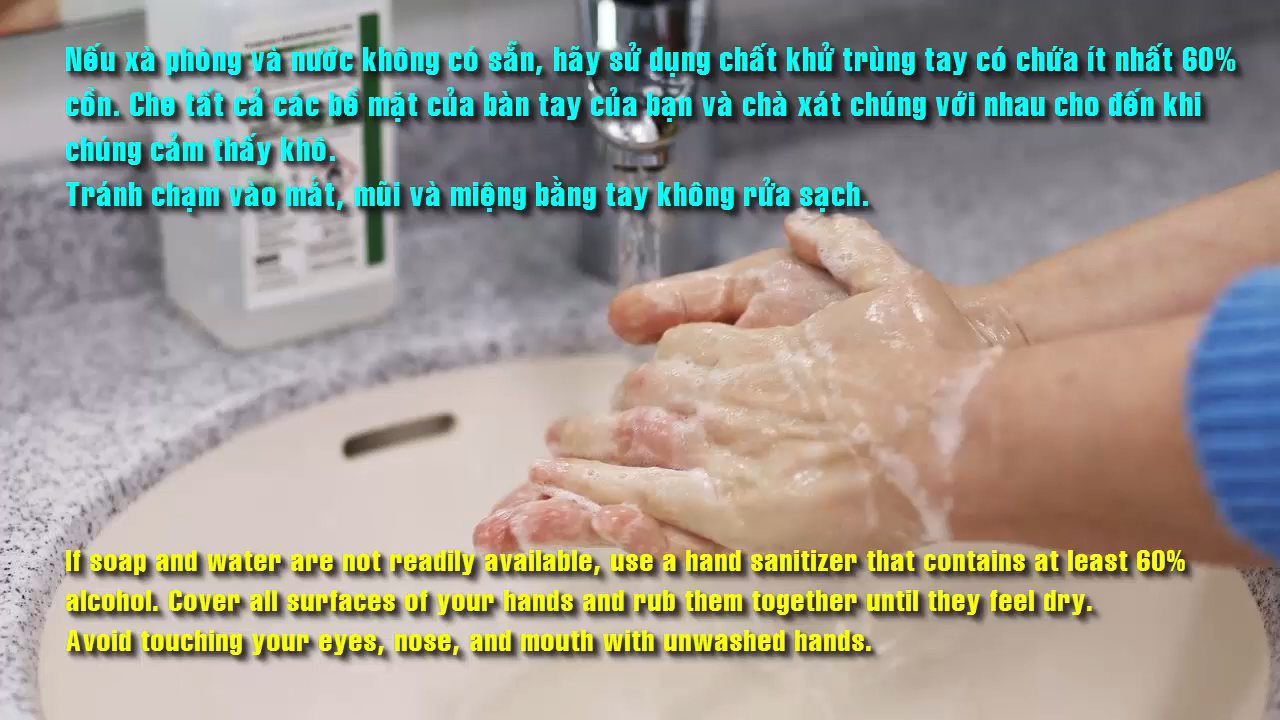 Nếu xà phòng và nước không có sẵn, hãy sử dụng chất khử trùng tay có chứa ít nhất 60%
cồn. Che tất cả các bề mặt của bàn tay của bạn và chà xát chúng với nhau cho đến khi
chúng cảm thấy khô.
Tránh chạm vào mắt, mũi và miệng bằng tay không rửa sạch.
If soap and water are not readily available, use a hand sanitizer that contains at least 60%
alcohol. Cover all surfaces of your hands and rub them together until they feel dry.
Avoid touching your eyes, nose, and mouth with unwashed hands.